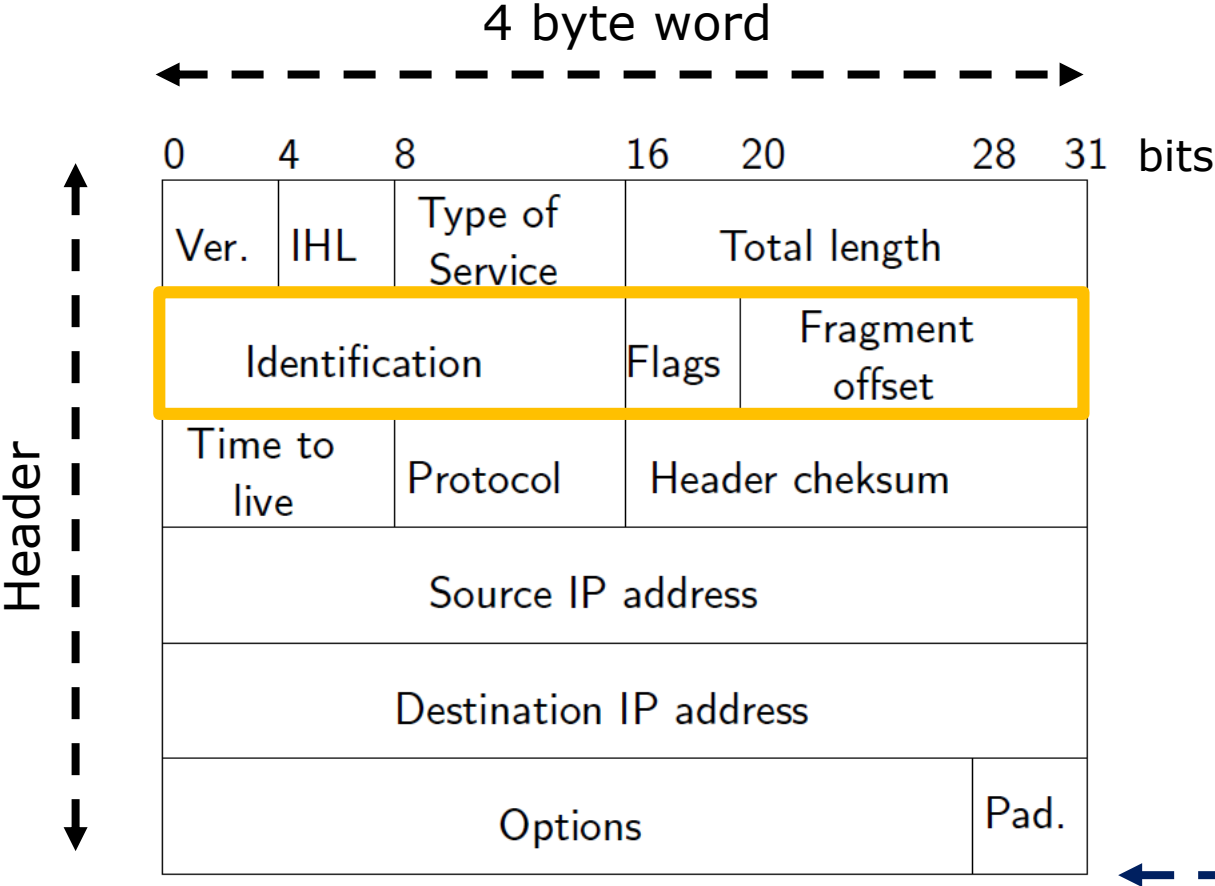 4 byte word
0 4 8 16 20 28 31 bits
Ver. IHL Type of Service Total length
Identification Flags Fragment offset
Time to live Protocol Header cheksum
Header
Source IP address
Destination IP address
Options Pad.